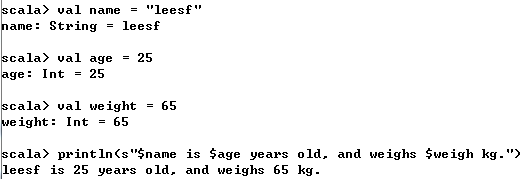 scala> val name = "leesf"
name: String = leesf
scala> val age = 25
age: Int = 25
scala> val weight = 65
weight: Int = 65
scala> println(s"$name is $age years old, and weighs $weigh kg.")
leesf is 25 years old, and weighs 65 kg.